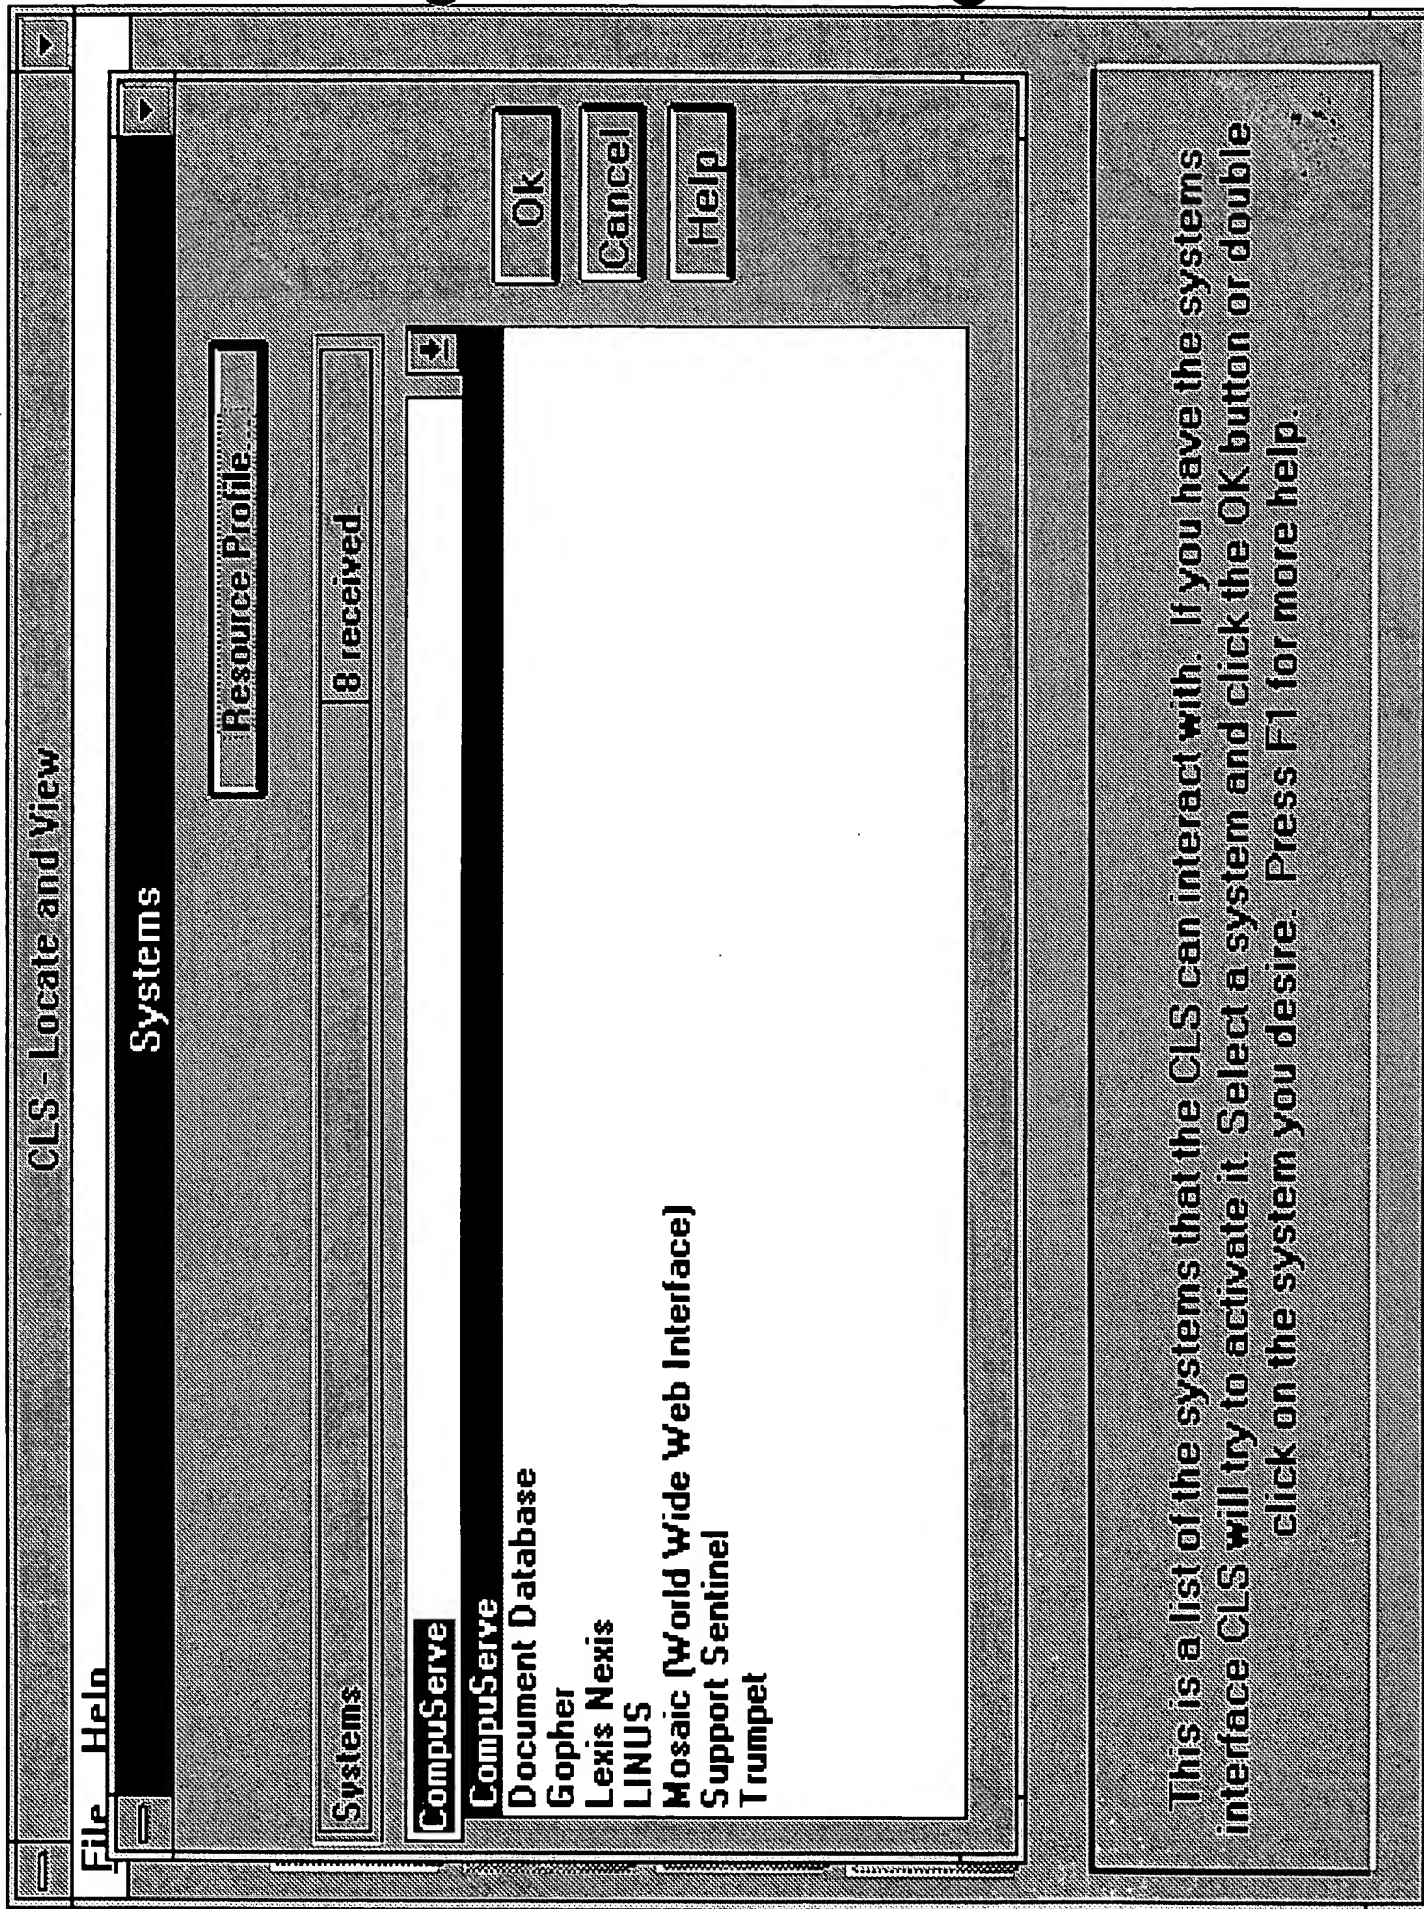 CLS - Locate and View
File Help
Systems
Resource Profile...
Systems 8 received
CompuServe
CompuServe
Document Database
Gopher
Lexis Nexis
LINUS
Mosaic (World Wide Web Interface)
Support Sentinel
Trumpet
Ok
Cancel
Help
This is a list of the systems that the CLS can interact with. If you have the systems
interface CLS will try to activate it. Select a system and click the OK button or double
click on the system you desire. Press F1 for more help.